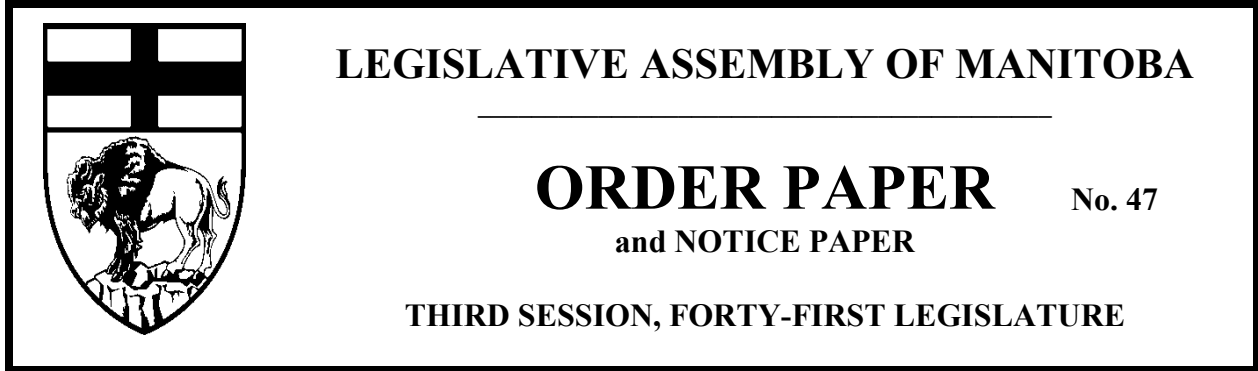 LEGISLATIVE ASSEMBLY OF MANITOBA
ORDER PAPER No. 47
and NOTICE PAPER
THIRD SESSION, FORTY-FIRST LEGISLATURE